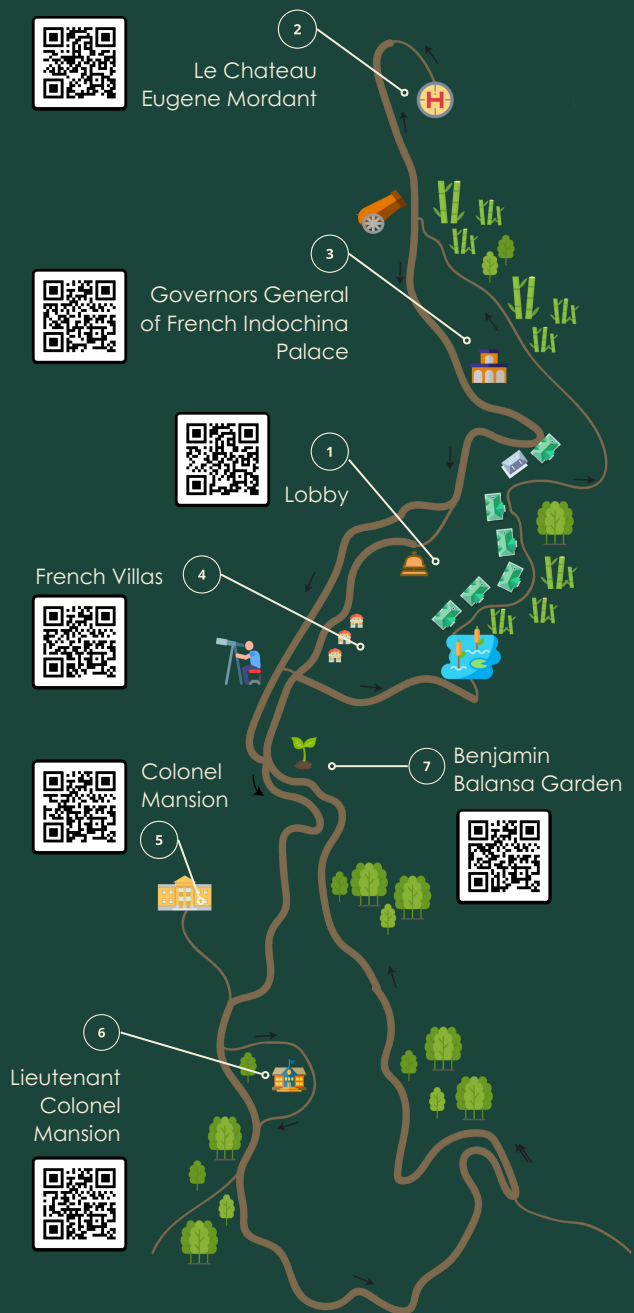 2
Le Chateau
Eugene Mordant
H
3
Governors General
of French Indochina
Palace
1
Lobby
French Villas
4
7
Benjamin
Balansa Garden
Colonel
Mansion
5
6
Lieutenant
Colonel
Mansion